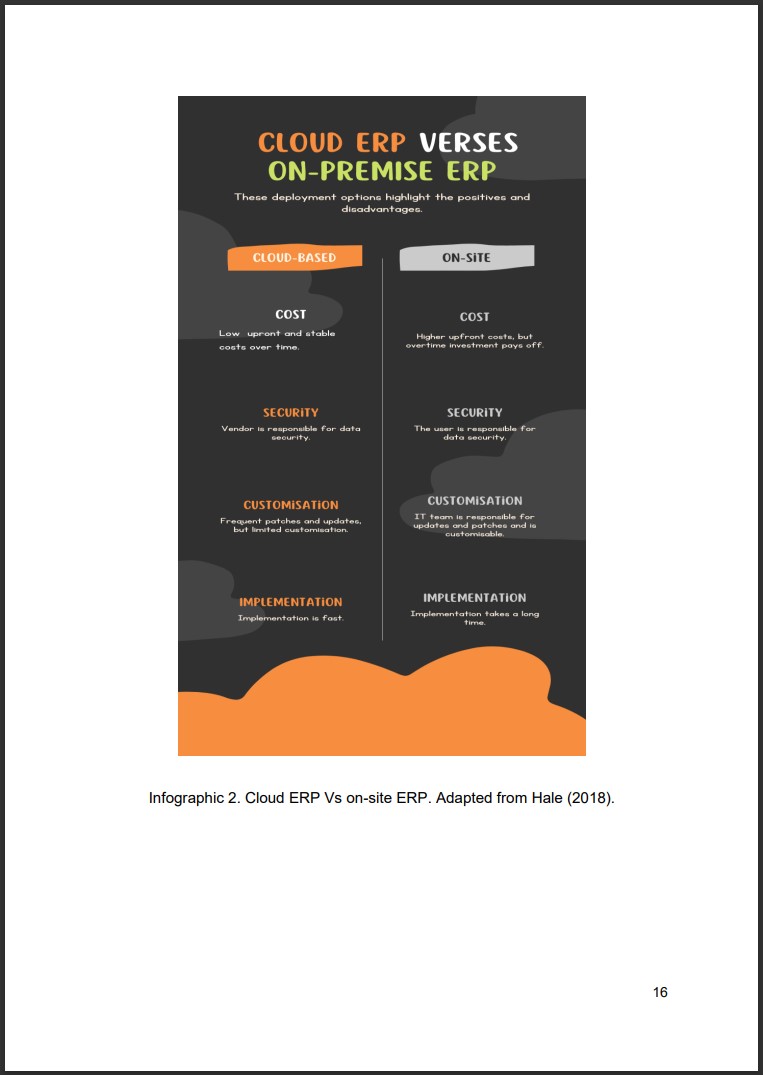 CLOUD ERP VERSES
ON-PREMISE ERP
These deployment options highlight the positives and
disadvantages.
CLOUD-BASED
COST
Low upront and stable
costs over time.
SECURITY
Vendor is responsible for data
security.
CUSTOMISATION
Frequent patches and updates,
but limited customisation.
IMPLEMENTATION
Implementation is fast.
ON-SITE
COST
Higher upfront costs, but
overtime investment pays off.
SECURITY
The user is responsible for
data security.
CUSTOMISATION
IT team is responsible for
updates and patches and is
customisable.
IMPLEMENTATION
Implementation takes a long
time.
Infographic 2. Cloud ERP Vs on-site ERP. Adapted from Hale (2018).
16